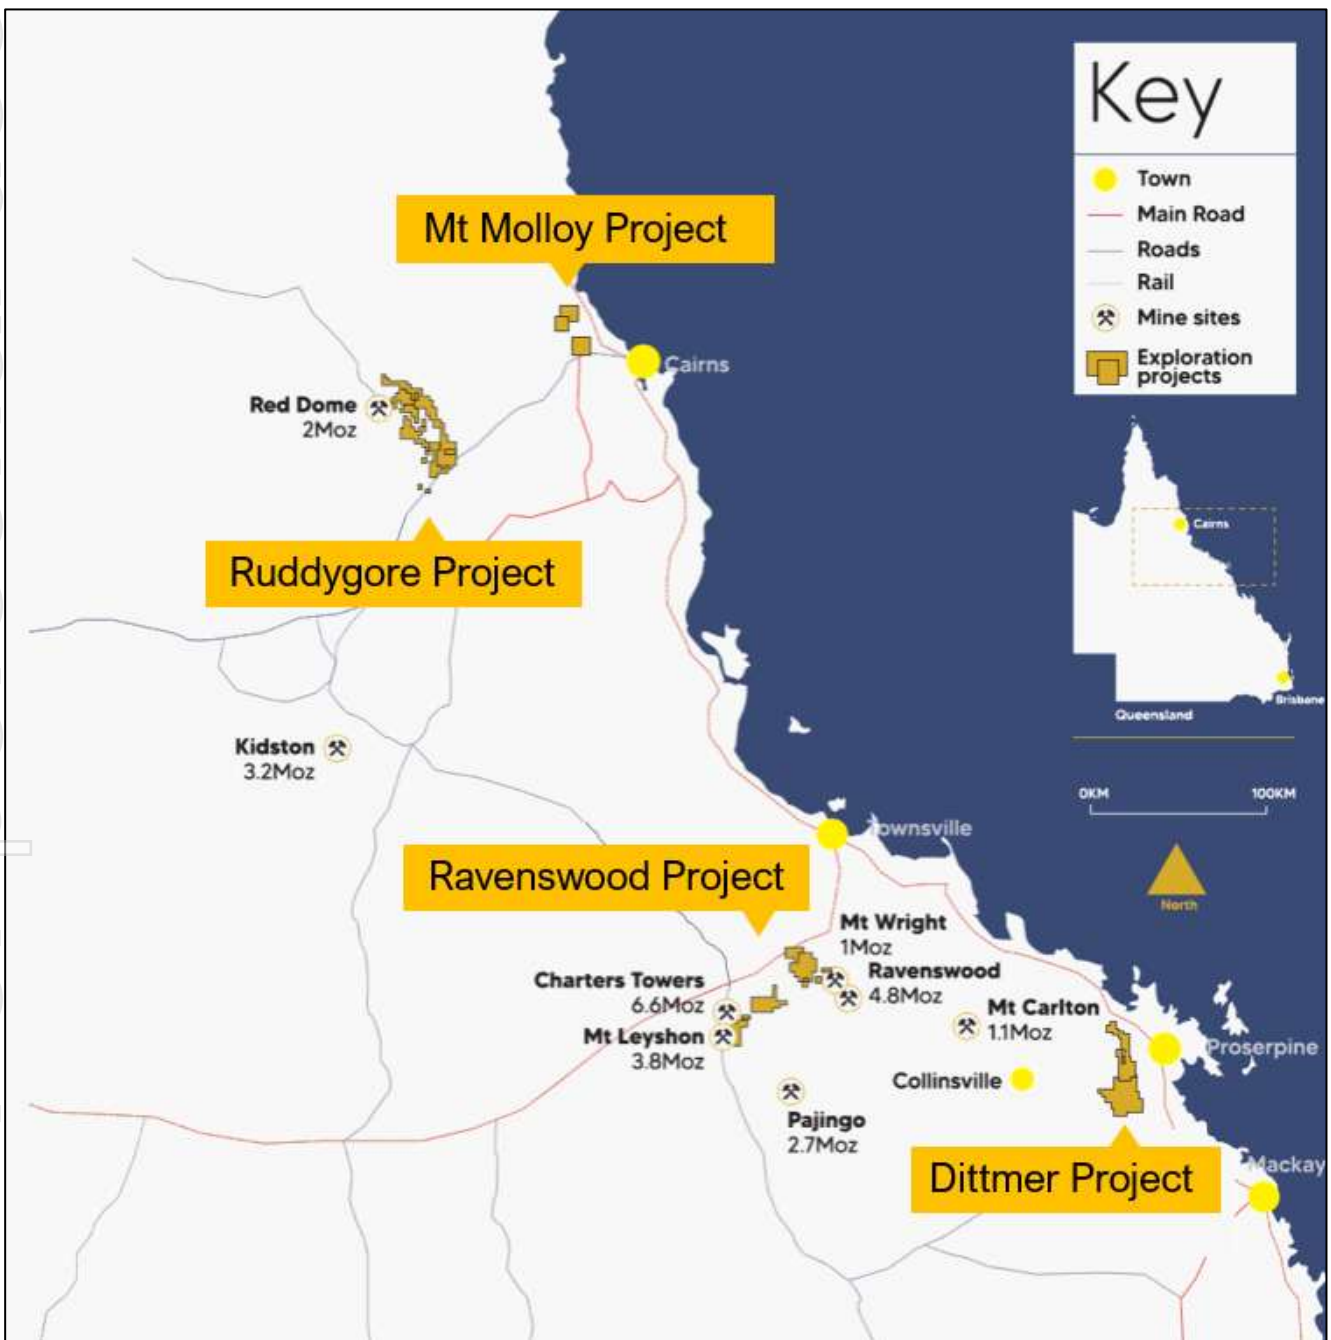 Key
Town
Main Road
Roads
Rail
Mine sites
Exploration
projects
Mt Molloy Project
Cairns
Red Dome
2Moz
Ruddygore Project
Cairns
Brisbane
Queensland
Kidston
3.2Moz
0KM 100KM
Townsville
North
Ravenswood Project
Mt Wright
1Moz
Ravenswood
4.8Moz
Charters Towers
6.6Moz
Mt Carlton
1.1Moz
Mt Leyshon
3.8Moz
Proserpine
Collinsville
Pajingo
2.7Moz
Dittmer Project
Mackay